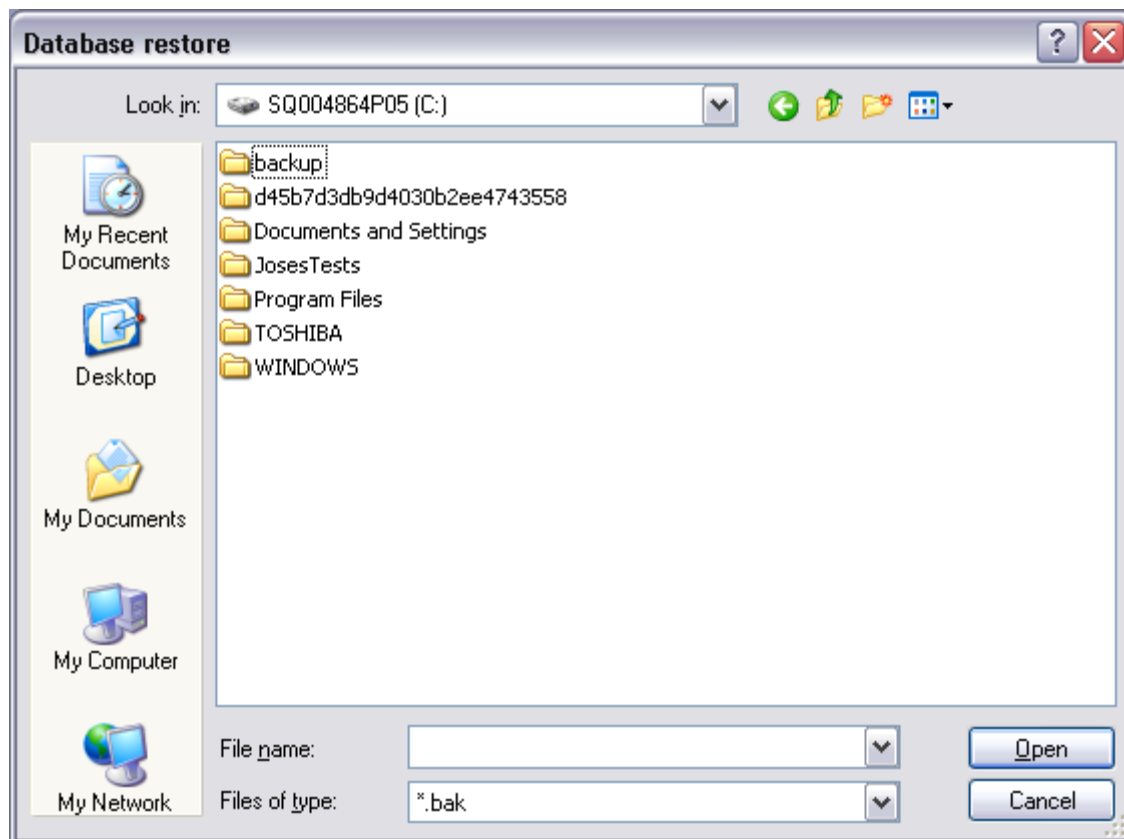 Database restore
Look in: SQ004864P05 (C:)
My Recent
Documents
Desktop
My Documents
My Computer
My Network
backup
d45b7d3db9d4030b2ee4743558
Documents and Settings
JosesTests
Program Files
TOSHIBA
WINDOWS
File name:
Open
Files of type: *.bak
Cancel